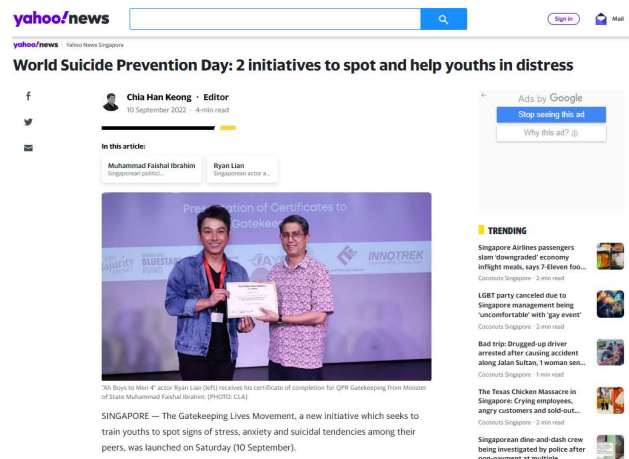 yahoo!news
Sign in
Mail
yahoo!news
Yahoo News Singapore
World Suicide Prevention Day: 2 initiatives to spot and help youths in distress
Chia Han Keong · Editor
10 September 2022 · 4-min read
In this article:
Muhammad Faishal Ibrahim
Singaporean politici...
Ryan Lian
Singaporean actor a...
Presentation of Certificates to
Gatekeepe
majurity
BLUESTAR
FUND
INNOTREK
"Ah Boys to Men 4" actor Ryan Lian (left) receives his certificate of completion for QPR Gatekeeping from Minister
of State Muhammad Faishal Ibrahim. (PHOTO: CLA)
SINGAPORE — The Gatekeeping Lives Movement, a new initiative which seeks to
train youths to spot signs of stress, anxiety and suicidal tendencies among their
peers, was launched on Saturday (10 September).
Ads by Google
Stop seeing this ad
Why this ad?
TRENDING
Singapore Airlines passengers
slam 'downgraded' economy
inflight meals, says 7-Eleven foo...
Coconuts Singapore · 2-min read
LGBT party canceled due to
Singapore management being
'uncomfortable' with 'gay event'
Coconuts Singapore · 2-min read
Bad trip: Drugged-up driver
arrested after causing accident
along Jalan Sultan, 1 woman sen...
Coconuts Singapore · 1-min read
The Texas Chicken Massacre in
Singapore: Crying employees,
angry customers and sold-out...
Coconuts Singapore · 2-min read
Singaporean dine-and-dash crew
being investigated by police after
non-payment at multiple